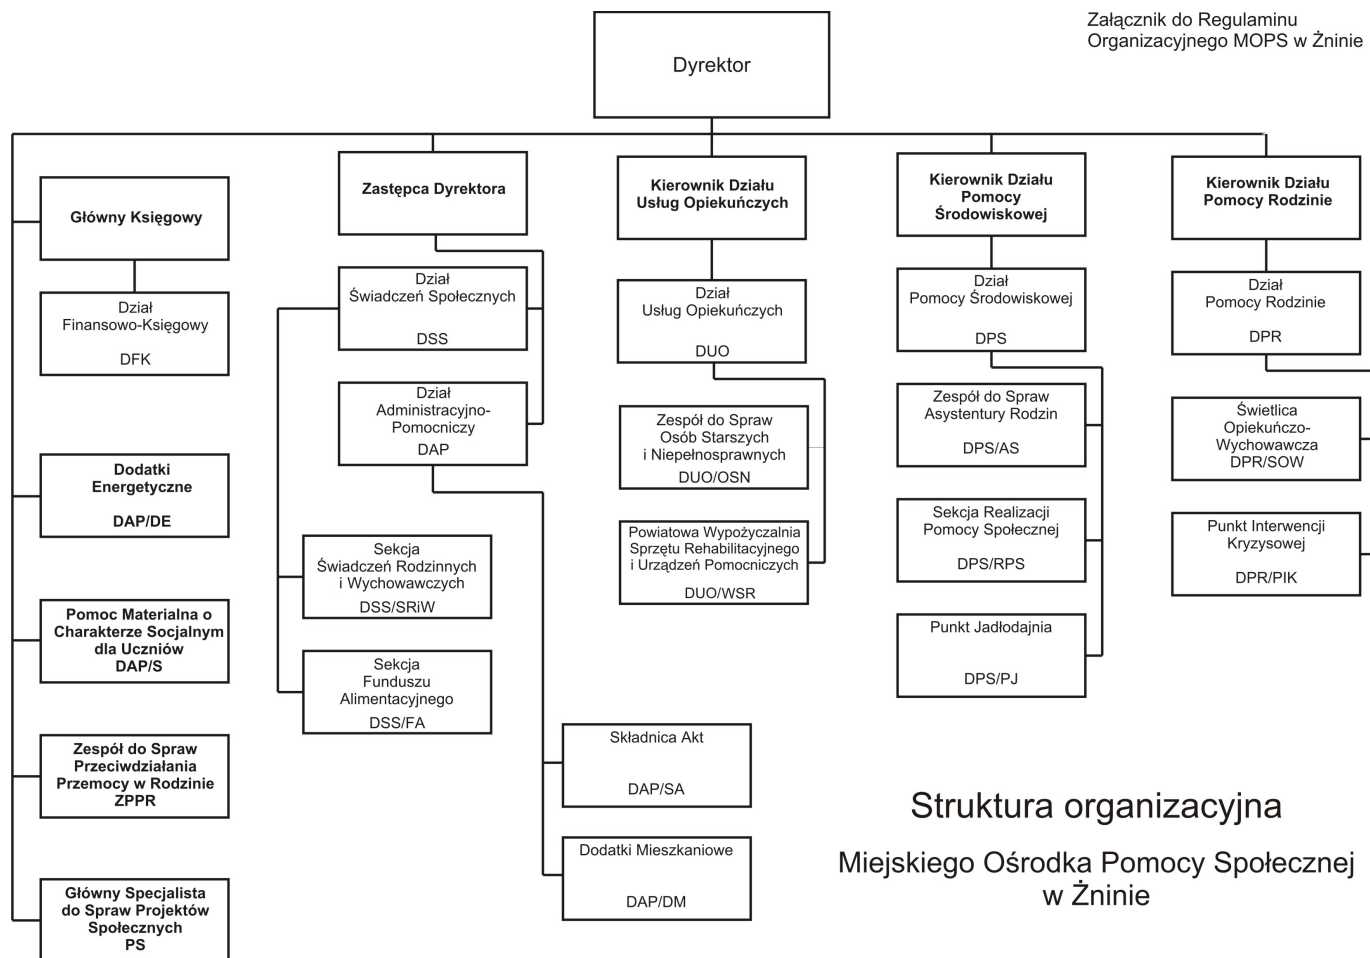 Załącznik do Regulaminu
Organizacyjnego MOPS w Żninie
Dyrektor
Główny Księgowy
Zastępca Dyrektora
Kierownik Działu
Usług Opiekuńczych
Kierownik Działu
Pomocy
Środowiskowej
Kierownik Działu
Pomocy Rodzinie
Dział
Finansowo-Księgowy
DFK
Dodatki
Energetyczne
DAP/DE
Pomoc Materialna o
Charakterze Socjalnym
dla Uczniów
DAP/S
Zespół do Spraw
Przeciwdziałania
Przemocy w Rodzinie
ZPPR
Główny Specjalista
do Spraw Projektów
Społecznych
PS
Dział
Świadczeń Społecznych
DSS
Dział
Administracyjno-
Pomocniczy
DAP
Sekcja
Świadczeń Rodzinnych
i Wychowawczych
DSS/SRiW
Sekcja
Funduszu
Alimentacyjnego
DSS/FA
Składnica Akt
DAP/SA
Dodatki Mieszkaniowe
DAP/DM
Dział
Usług Opiekuńczych
DUO
Zespół do Spraw
Osób Starszych
i Niepełnosprawnych
DUO/OSN
Powiatowa Wypożyczalnia
Sprzętu Rehabilitacyjnego
i Urządzeń Pomocniczych
DUO/WSR
Dział
Pomocy Środowiskowej
DPS
Zespół do Spraw
Asystentury Rodzin
DPS/AS
Sekcja Realizacji
Pomocy Społecznej
DPS/RPS
Punkt Jadłodajnia
DPS/PJ
Dział
Pomocy Rodzinie
DPR
Świetlica
Opiekuńczo-
Wychowawcza
DPR/SOW
Punkt Interwencji
Kryzysowej
DPR/PIK
Struktura organizacyjna
Miejskiego Ośrodka Pomocy Społecznej
w Żninie